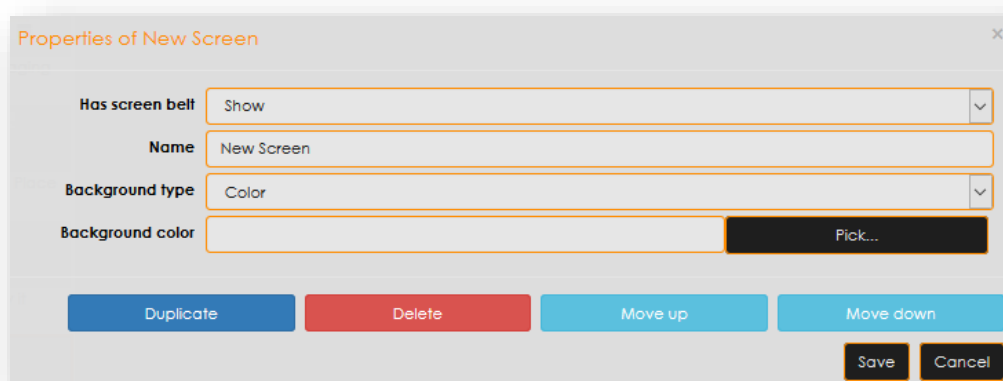 Properties of New Screen ×
Has screen belt Show
Name New Screen
Background type Color
Background color Pick...
Duplicate Delete Move up Move down
Save Cancel